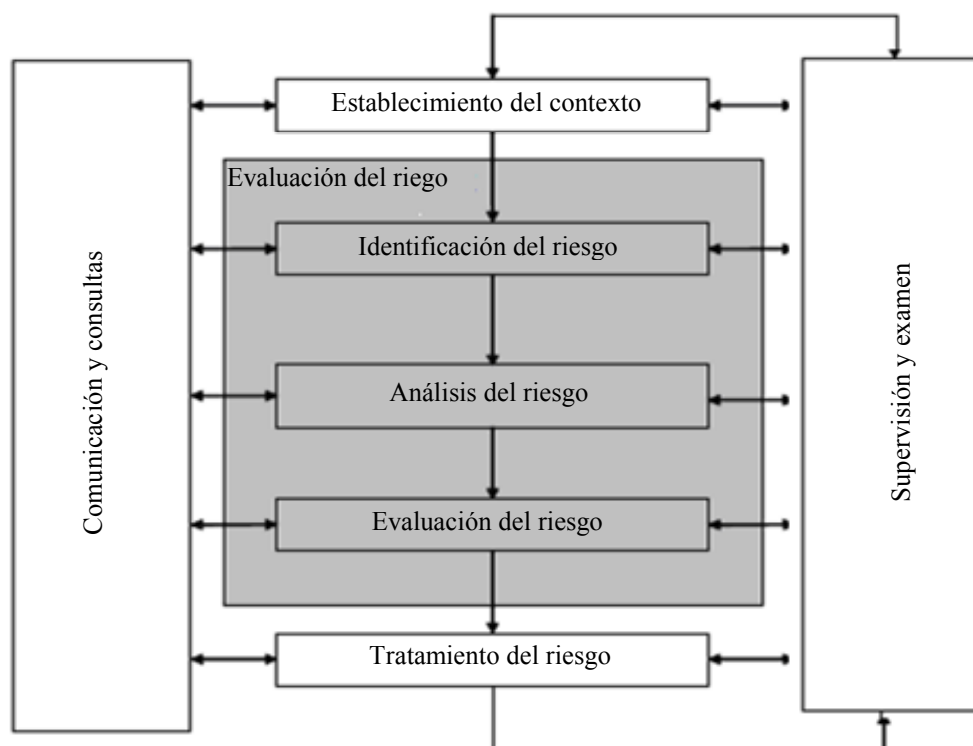 Establecimiento del contexto
Evaluación del riego
Identificación del riesgo
Análisis del riesgo
Evaluación del riesgo
Tratamiento del riesgo
Comunicación y consultas
Supervisión y examen